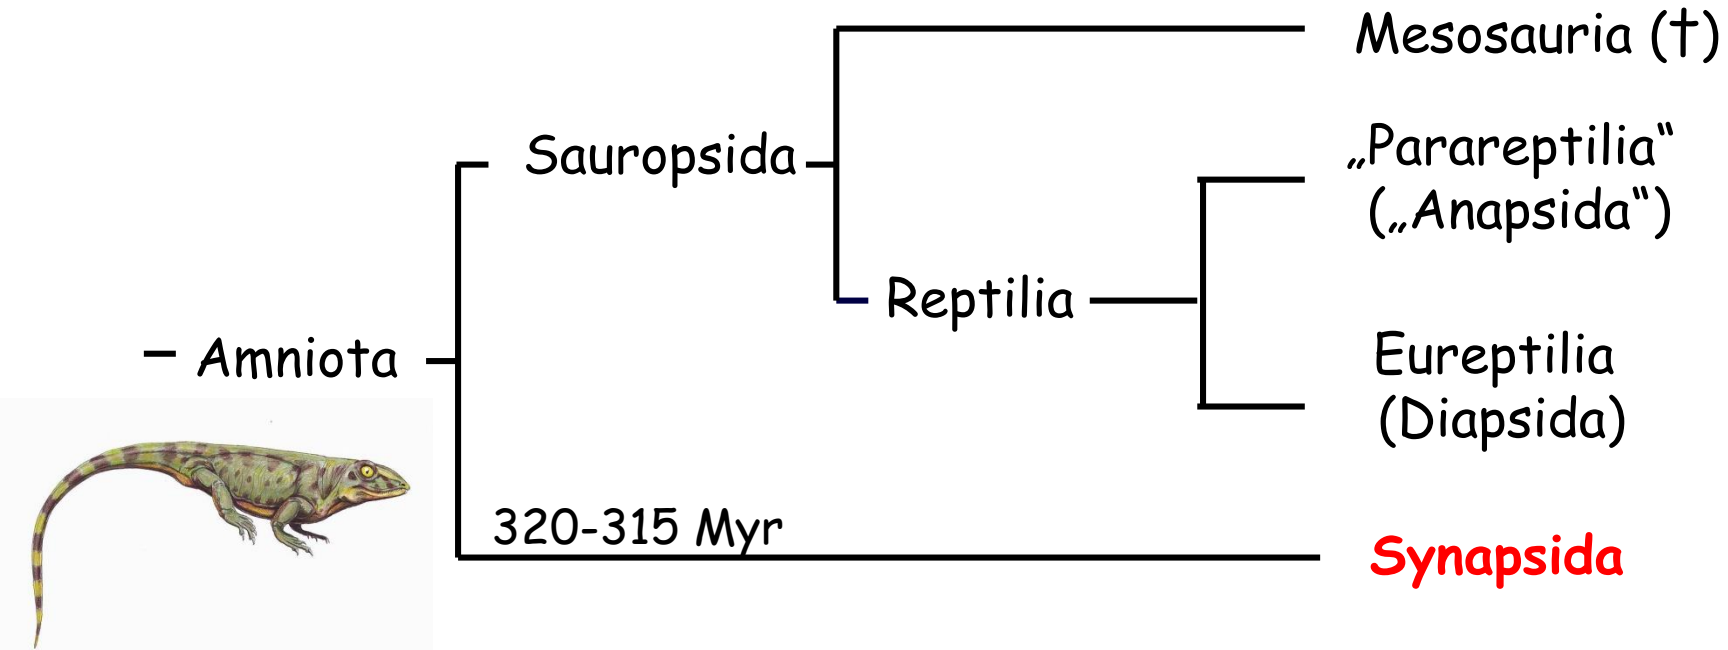 Mesosauria (†)
„Parareptilia“
(„Anapsida“)
Sauropsida
Reptilia
Eureptilia
(Diapsida)
Amniota
320-315 Myr
Synapsida